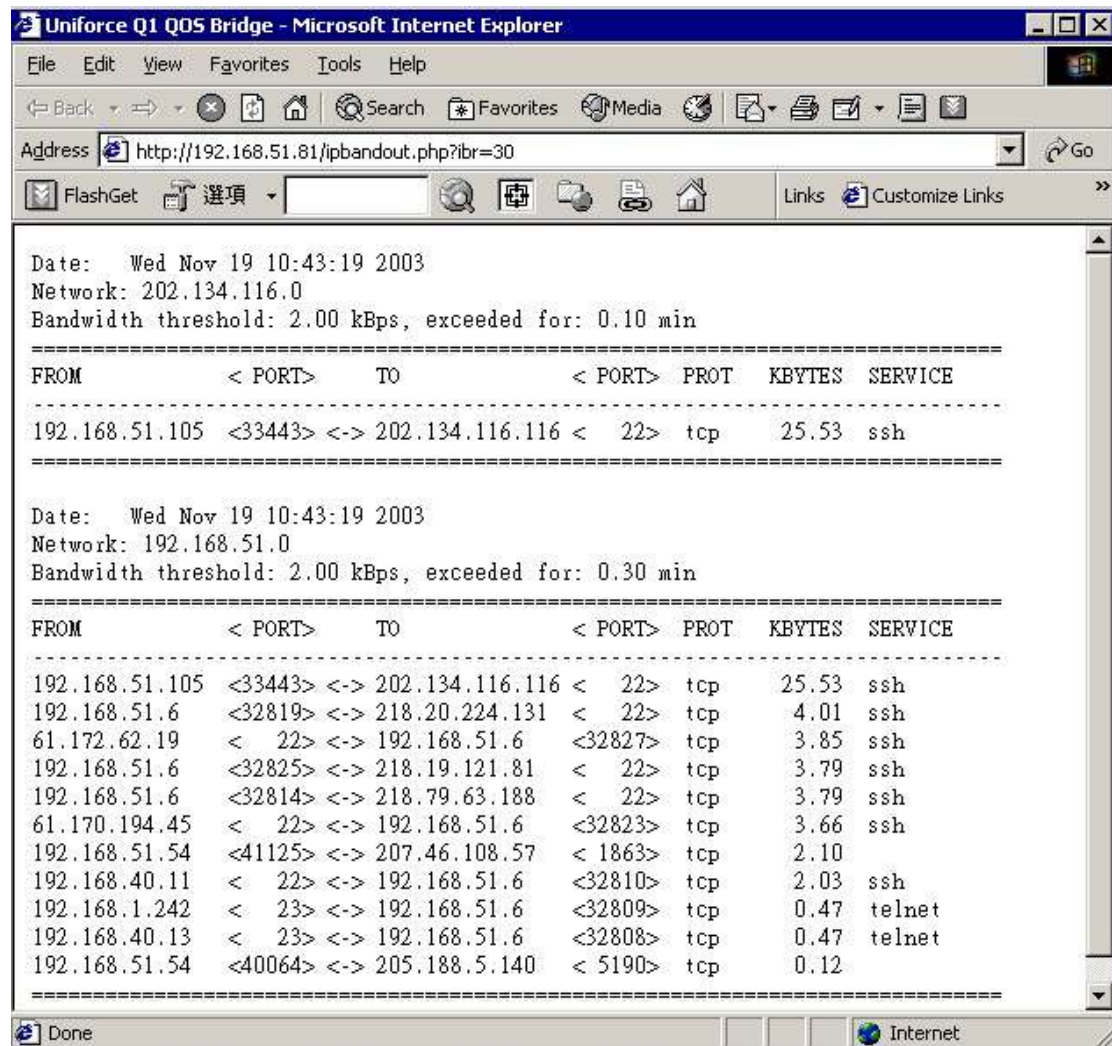 Uniforce Q1 QOS Bridge - Microsoft Internet Explorer
File Edit View Favorites Tools Help
Back Search Favorites Media
Address http://192.168.51.81/ipbandout.php?ibr=30 Go
FlashGet 選項 Links Customize Links »
Date: Wed Nov 19 10:43:19 2003
Network: 202.134.116.0
Bandwidth threshold: 2.00 kBps, exceeded for: 0.10 min
===========================================================================
FROM < PORT> TO < PORT> PROT KBYTES SERVICE
---------------------------------------------------------------------------
192.168.51.105 <33443> <-> 202.134.116.116 < 22> tcp 25.53 ssh
===========================================================================
Date: Wed Nov 19 10:43:19 2003
Network: 192.168.51.0
Bandwidth threshold: 2.00 kBps, exceeded for: 0.30 min
===========================================================================
FROM < PORT> TO < PORT> PROT KBYTES SERVICE
---------------------------------------------------------------------------
192.168.51.105 <33443> <-> 202.134.116.116 < 22> tcp 25.53 ssh
192.168.51.6 <32819> <-> 218.20.224.131 < 22> tcp 4.01 ssh
61.172.62.19 < 22> <-> 192.168.51.6 <32827> tcp 3.85 ssh
192.168.51.6 <32825> <-> 218.19.121.81 < 22> tcp 3.79 ssh
192.168.51.6 <32814> <-> 218.79.63.188 < 22> tcp 3.79 ssh
61.170.194.45 < 22> <-> 192.168.51.6 <32823> tcp 3.66 ssh
192.168.51.54 <41125> <-> 207.46.108.57 < 1863> tcp 2.10
192.168.40.11 < 22> <-> 192.168.51.6 <32810> tcp 2.03 ssh
192.168.1.242 < 23> <-> 192.168.51.6 <32809> tcp 0.47 telnet
192.168.40.13 < 23> <-> 192.168.51.6 <32808> tcp 0.47 telnet
192.168.51.54 <40064> <-> 205.188.5.140 < 5190> tcp 0.12
===========================================================================
Done Internet